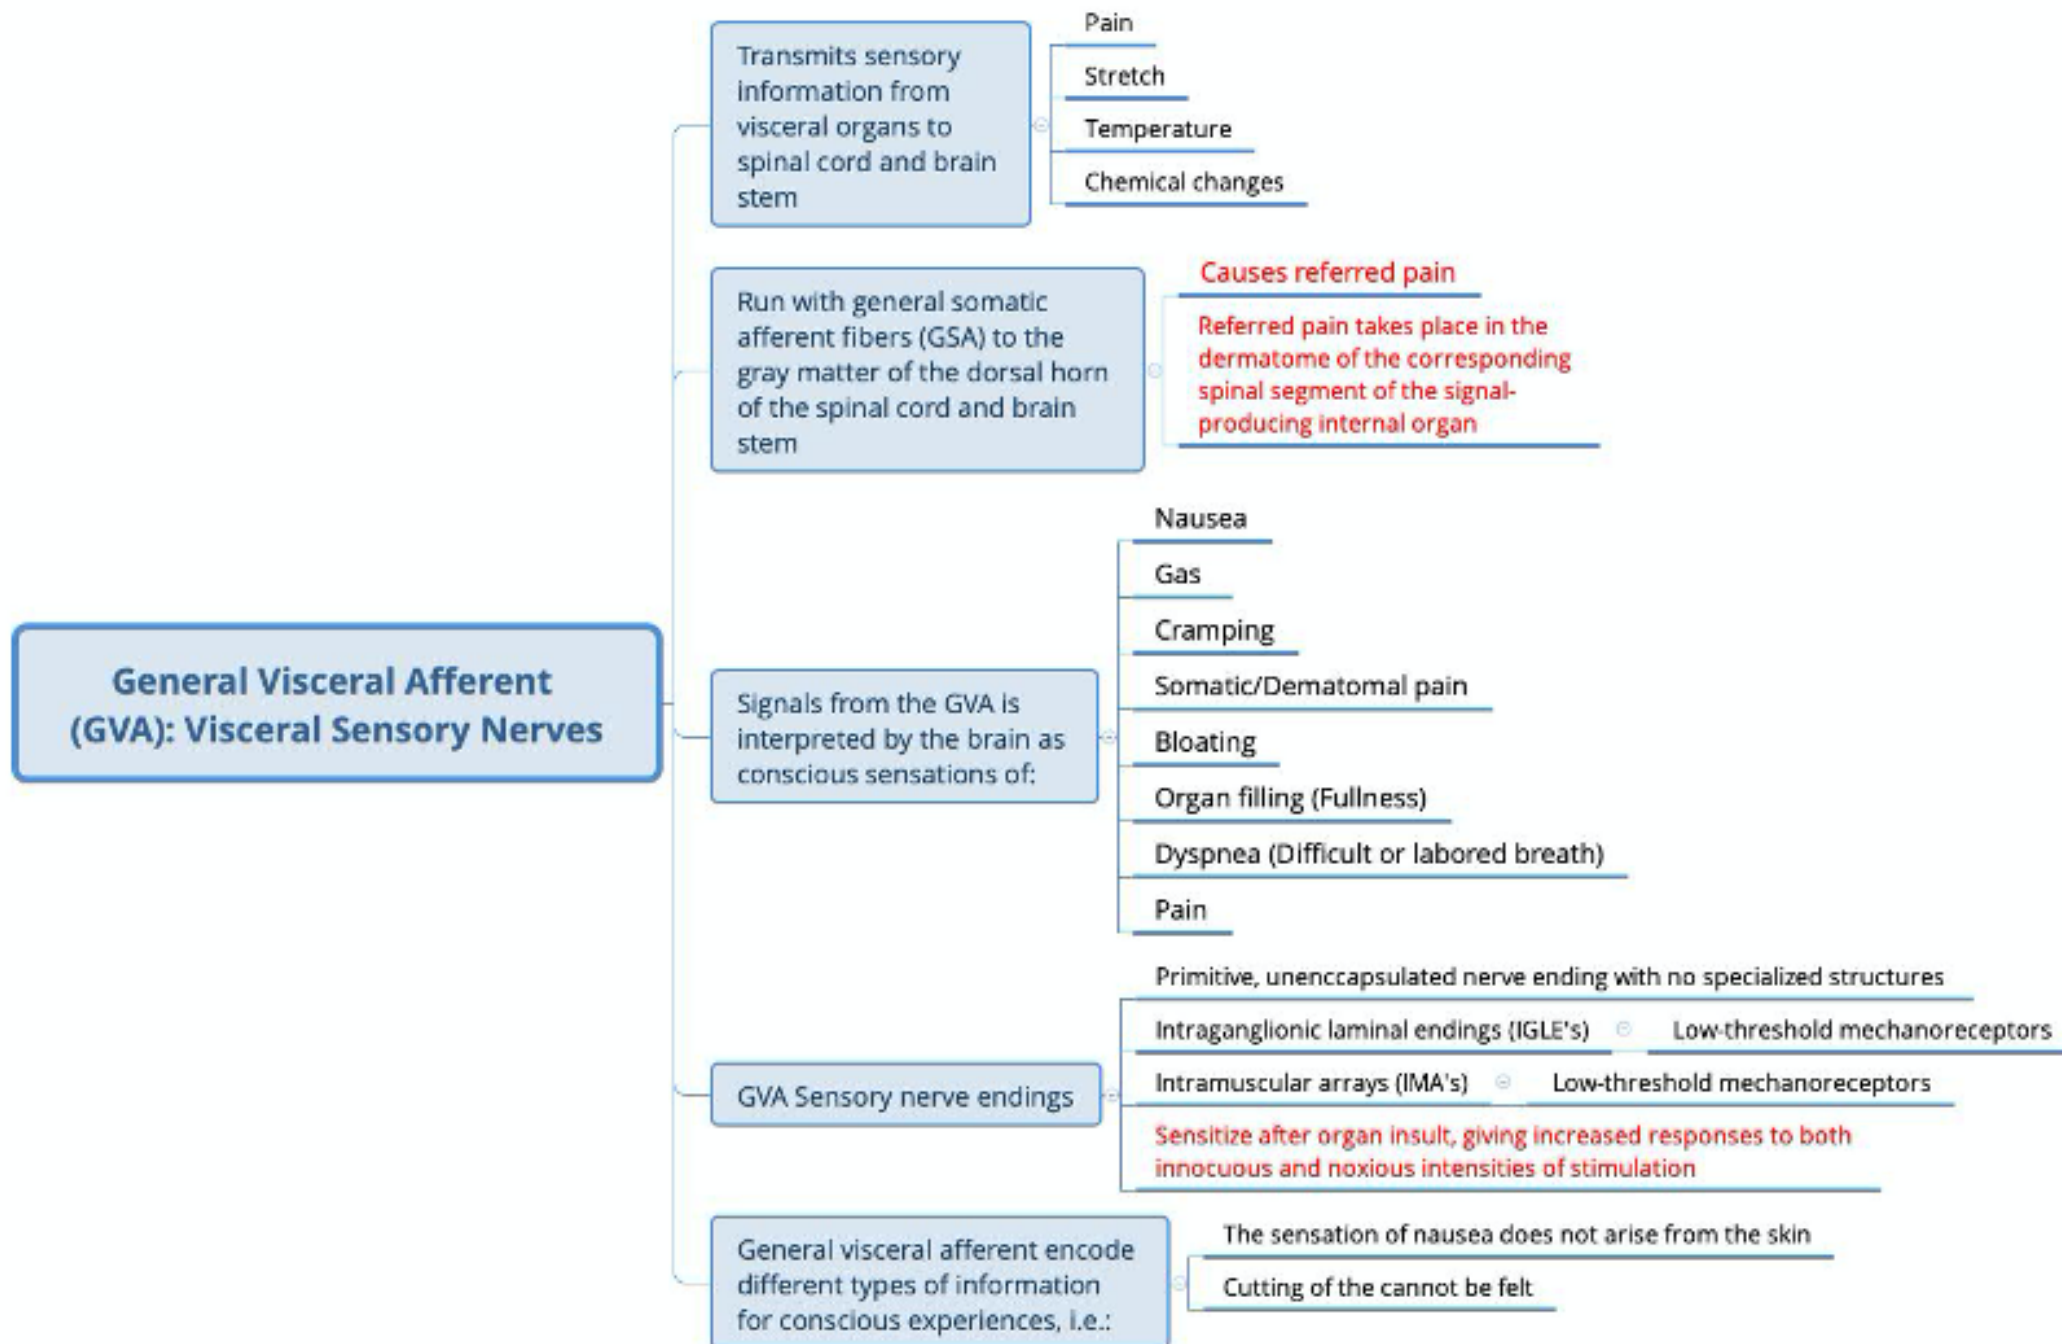 General Visceral Afferent
(GVA): Visceral Sensory Nerves
Transmits sensory
information from
visceral organs to
spinal cord and brain
stem
Pain
Stretch
Temperature
Chemical changes
Run with general somatic
afferent fibers (GSA) to the
gray matter of the dorsal horn
of the spinal cord and brain
stem
Causes referred pain
Referred pain takes place in the
dermatome of the corresponding
spinal segment of the signal-
producing internal organ
Signals from the GVA is
interpreted by the brain as
conscious sensations of:
Nausea
Gas
Cramping
Somatic/Dematomal pain
Bloating
Organ filling (Fullness)
Dyspnea (Difficult or labored breath)
Pain
GVA Sensory nerve endings
Primitive, unenccapsulated nerve ending with no specialized structures
Intraganglionic laminal endings (IGLE's)
Low-threshold mechanoreceptors
Intramuscular arrays (IMA's)
Low-threshold mechanoreceptors
Sensitize after organ insult, giving increased responses to both
innocuous and noxious intensities of stimulation
General visceral afferent encode
different types of information
for conscious experiences, i.e.:
The sensation of nausea does not arise from the skin
Cutting of the cannot be felt